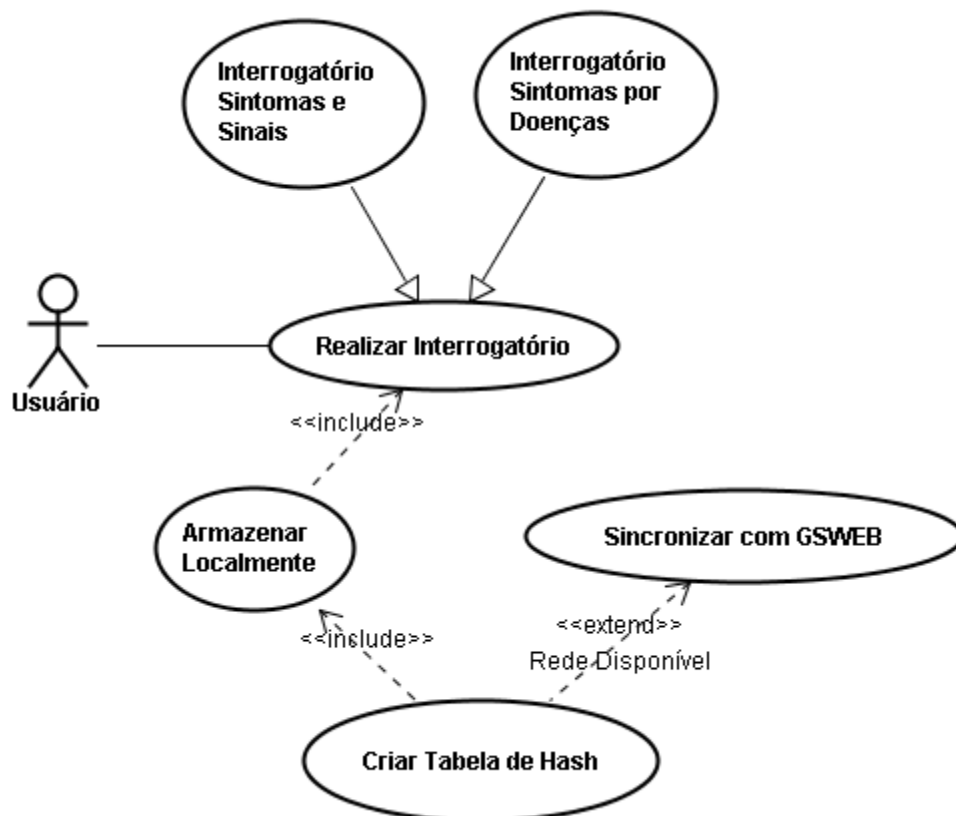 Interrogatório
Sintomas e
Sinais
Interrogatório
Sintomas por
Doenças
Realizar Interrogatório
Usuário
<<include>>
Armazenar
Localmente
Sincronizar com GSWEB
<<include>>
<<extend>>
Rede Disponível
Criar Tabela de Hash